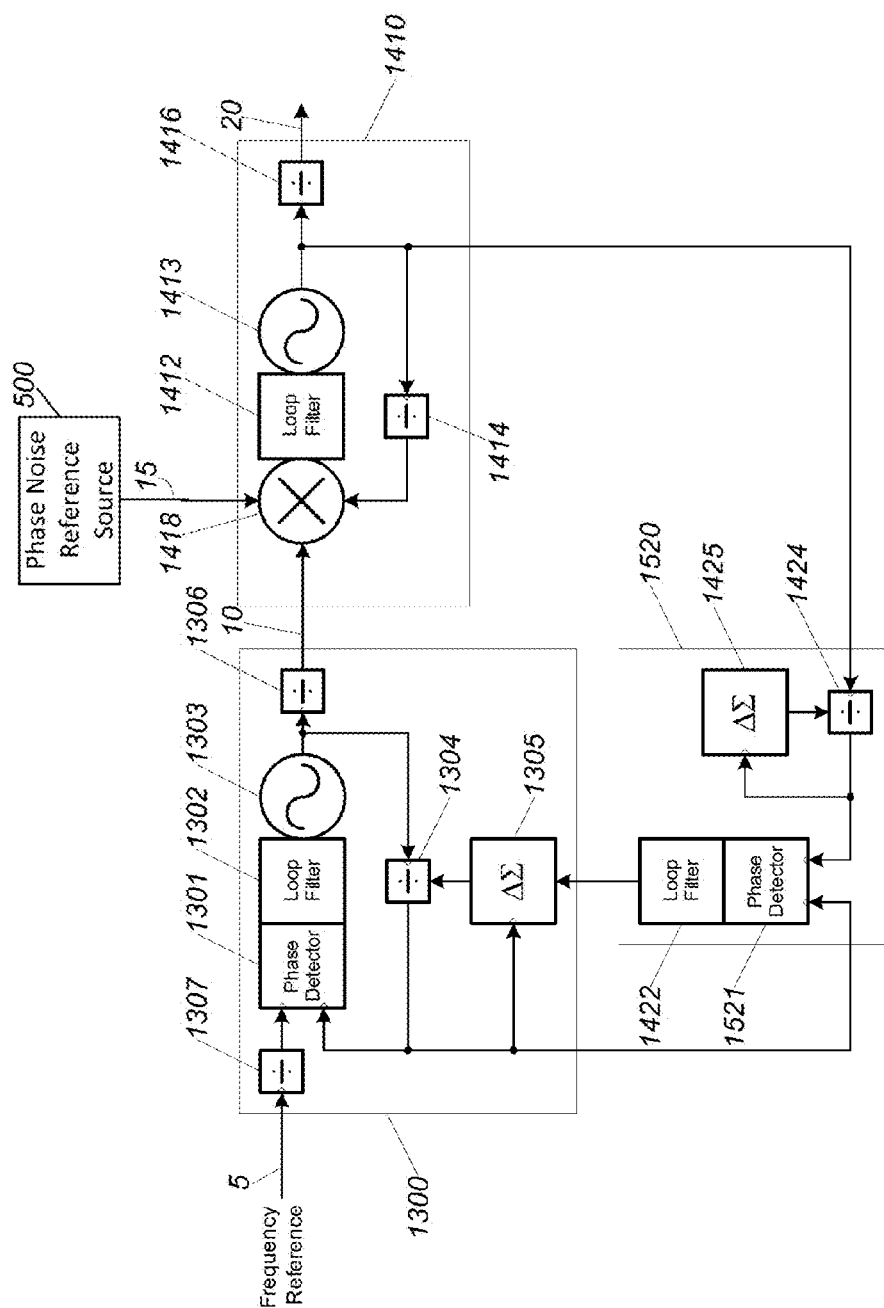 500
Phase Noise
Reference
Source
15
1418
1412
1413
1416
20
÷
Loop
Filter
÷
1414
1410
1307
1301
1302
1303
1306
10
Frequency
Reference
5
÷
Phase
Detector
Loop
Filter
÷
1304
÷
1305
ΔΣ
1300
1520
1425
ΔΣ
1424
÷
Loop
Filter
Phase
Detector
1422
1521